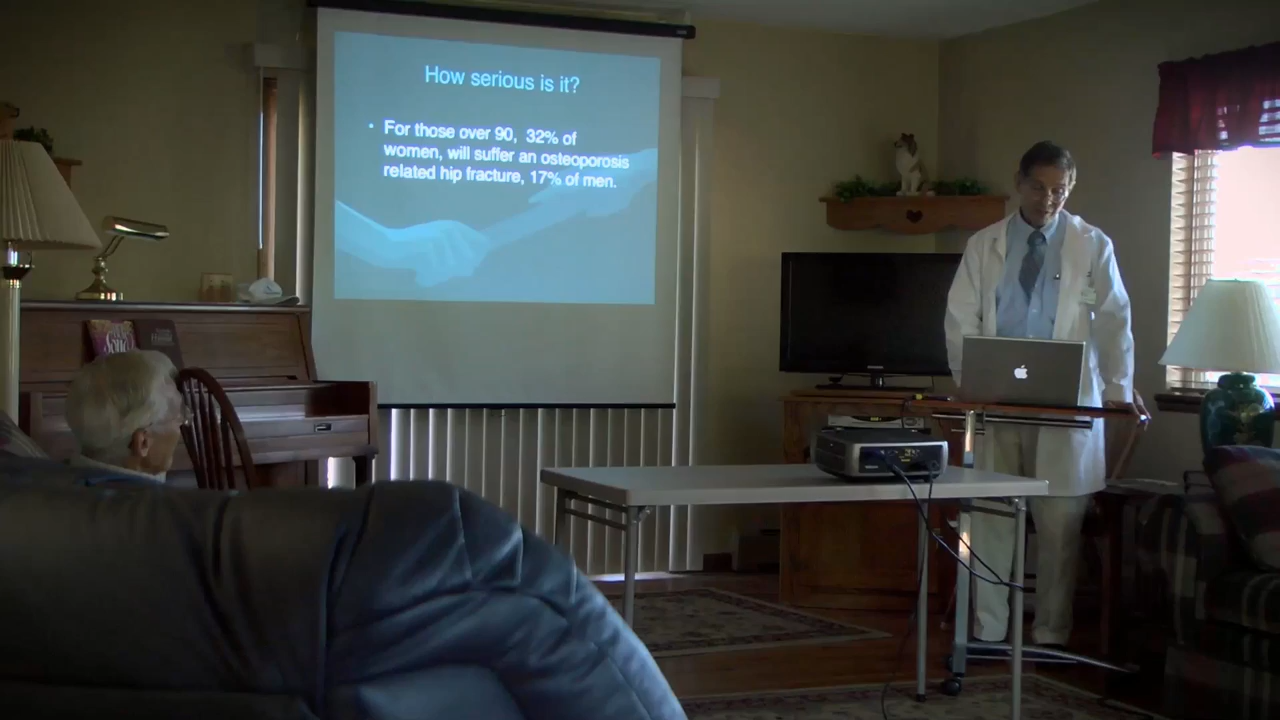 How serious is it?
• For those over 90, 32% of
women, will suffer an osteoporosis
related hip fracture, 17% of men.